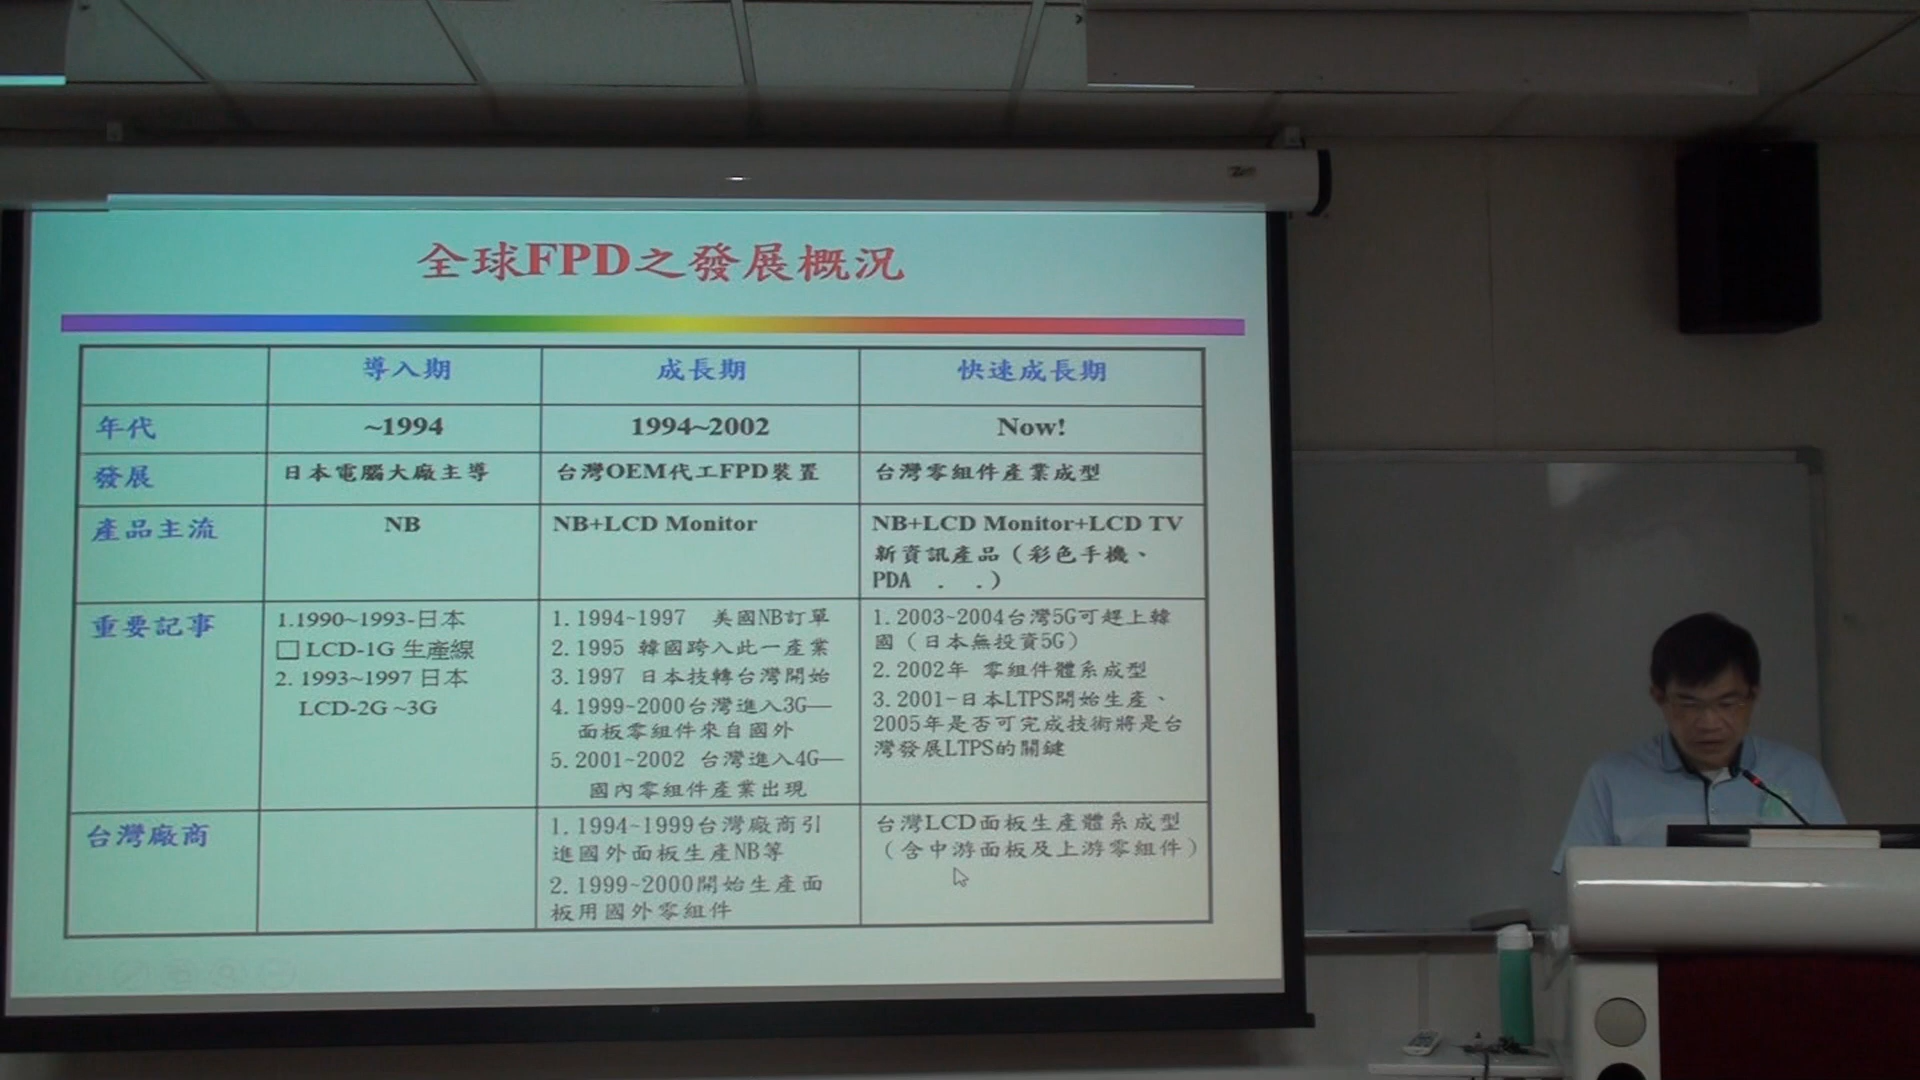 全球FPD之發展概況
導入期 成長期 快速成長期
年代 ~1994 1994~2002 Now!
發展 日本電腦大廠主導 台灣OEM代工FPD裝置 台灣零組件產業成型
產品主流 NB NB+LCD Monitor NB+LCD Monitor+LCD TV
新資訊產品（彩色手機、
PDA . .）
重要記事
1.1990~1993-日本
□ LCD-1G 生產線
2. 1993~1997 日本
LCD-2G ~3G
1.1994-1997 美國NB訂單
2.1995 韓國跨入此一產業
3.1997 日本技轉台灣開始
4.1999~2000台灣進入3G—
面板零組件來自國外
5.2001~2002 台灣進入4G—
國內零組件產業出現
1.2003~2004台灣5G可趕上韓
國（日本無投資5G）
2.2002年 零組件體系成型
3.2001-日本LTPS開始生產、
2005年是否可完成技術將是台
灣發展LTPS的關鍵
台灣廠商
1.1994~1999台灣廠商引
進國外面板生產NB等
2.1999~2000開始生產面
板用國外零組件
台灣LCD面板生產體系成型
（含中游面板及上游零組件）